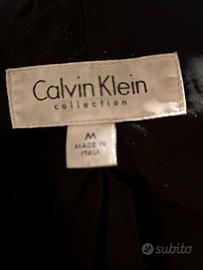 Calvin Klein
collection
M
MADE IN
ITALY
subito